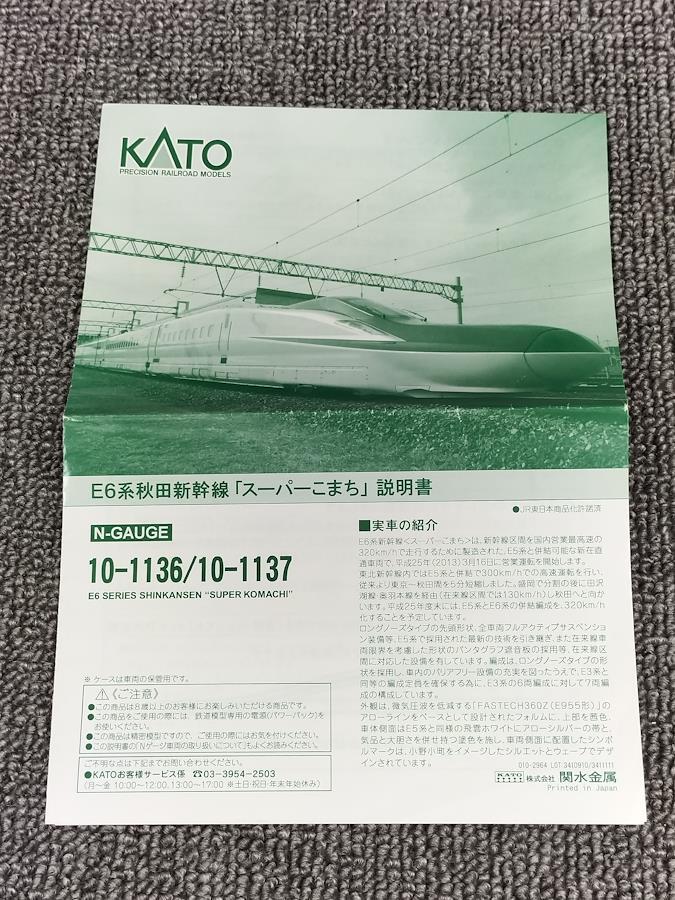 KATO
PRECISION RAILROAD MODELS
E6系秋田新幹線「スーパーこまち」説明書
●JR東日本商品化許諾済
N-GAUGE
10-1136/10-1137
E6 SERIES SHINKANSEN "SUPER KOMACHI"
※ ケースは車両の保管用です。
⚠《ご注意》
●この商品は8歳以上のお客様にお楽しみいただける商品です。
●この商品をご使用の際には、鉄道模型専用の電源(パワーパック)を
お使いください。
●この商品は精密模型ですので、ご使用の際にはお気を付けください。
●この説明書の「Nゲージ車両の取り扱いについて」もよくお読みください。
ご不明な点は下記までお問い合わせください。
●KATOお客様サービス係 ☎03-3954-2503
(月~金 10:00~12:00、13:00~17:00 ※土日・祝日・年末年始休み)
■実車の紹介
E6系新幹線<スーパーこまち>は、新幹線区間を国内営業最高速の
320km/hで走行するために製造された、E5系と併結可能な新在直
通車両で、平成25年(2013)3月16日に営業運転を開始します。
東北新幹線内ではE5系と併結で300km/hでの高速運転を行い、
従来より東京~秋田間を5分短縮しました。盛岡で分割の後に田沢
湖線・奥羽本線を経由(在来線区間では130km/h)し秋田へと向か
います。平成25年度末には、E5系とE6系の併結編成を、320km/h
化することを予定しています。
ロングノーズタイプの先頭形状、全車両フルアクティブサスペンショ
ン装備等、E5系で採用された最新の技術を引き継ぎ、また在来線車
両限界を考慮した形状のパンタグラフ遮音板の採用等、在来線区
間に対応した設備を有しています。編成は、ロングノーズタイプの形
状を採用し、車内のバリアフリー設備の充実を図ったうえで、E3系と
同等の編成定員を確保する為に、E3系の6両編成に対して7両編
成の構成としています。
外観は、微気圧波を低減する「FASTECH360Z(E955形)」の
アローラインをベースとして設計されたフォルムに、上部を茜色、
車体側面はE5系と同様の飛雲ホワイトにアローシルバーの帯と、
気品と大胆さを併せ持つ塗色を施し、車両側面に配置したシンボ
ルマークは、小野小町をイメージしたシルエットとウェーブでデザ
インされています。
010-2964 LOT:3410910/3411111
KATO 株式会社 関水金属
Printed in Japan